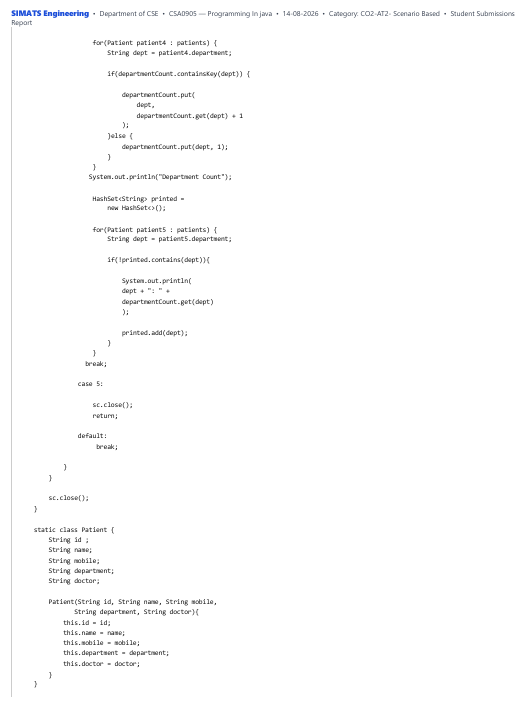 SIMATS Engineering • Department of CSE • CSA0905 — Programming In java • 14-08-2026 • Category: CO2-AT2- Scenario Based • Student Submissions
Report
for(Patient patient4 : patients) {
String dept = patient4.department;
if(departmentCount.containsKey(dept)) {
departmentCount.put(
dept,
departmentCount.get(dept) + 1
);
}else {
departmentCount.put(dept, 1);
}
}
System.out.println("Department Count");
HashSet<String> printed =
new HashSet<>();
for(Patient patient5 : patients) {
String dept = patient5.department;
if(!printed.contains(dept)){
System.out.println(
dept + ": " +
departmentCount.get(dept)
);
printed.add(dept);
}
}
break;
case 5:
sc.close();
return;
default:
break;
}
}
sc.close();
}
static class Patient {
String id ;
String name;
String mobile;
String department;
String doctor;
Patient(String id, String name, String mobile,
String department, String doctor){
this.id = id;
this.name = name;
this.mobile = mobile;
this.department = department;
this.doctor = doctor;
}
}